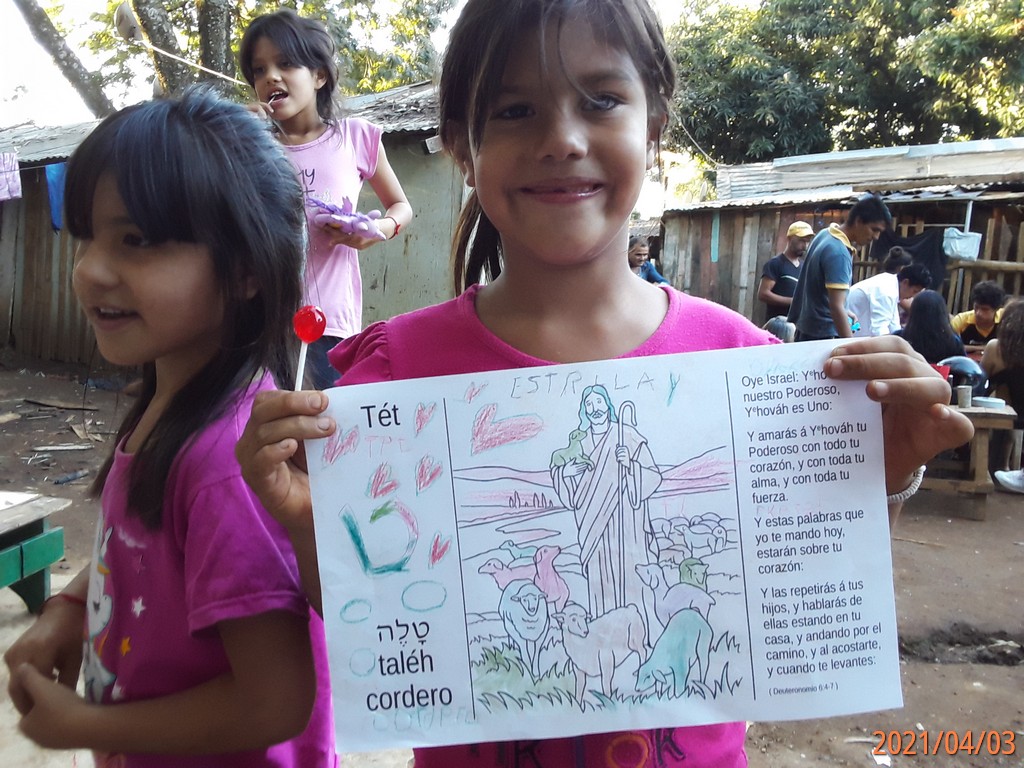 Tét
ט
טָלֶה
taléh
cordero
ESTRILA
Oye Israel: Yᵉho
nuestro Poderoso,
Yᵉhováh es Uno:
Y amarás á Yᵉhováh tu
Poderoso con todo tu
corazón, y con toda tu
alma, y con toda tu
fuerza.
Y estas palabras que
yo te mando hoy,
estarán sobre tu
corazón:
Y las repetirás á tus
hijos, y hablarás de
ellas estando en tu
casa, y andando por el
camino, y al acostarte,
y cuando te levantes:
( Deuteronomio 6:4-7 )
2021/04/03